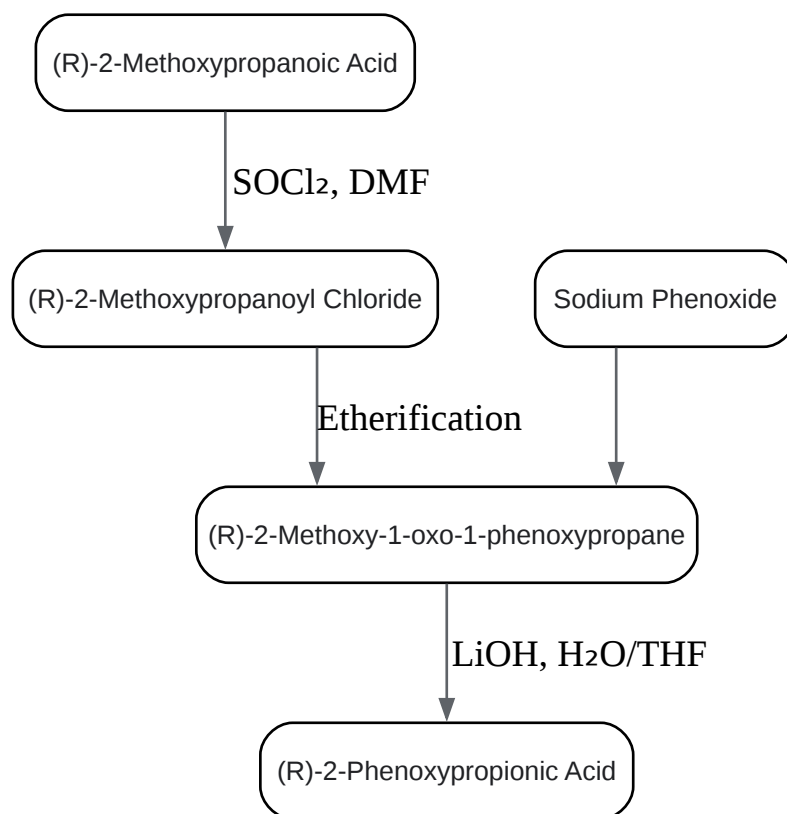 (R)-2-Methoxypropanoic Acid
SOCl₂, DMF
(R)-2-Methoxypropanoyl Chloride
Sodium Phenoxide
Etherification
(R)-2-Methoxy-1-oxo-1-phenoxypropane
LiOH, H₂O/THF
(R)-2-Phenoxypropionic Acid